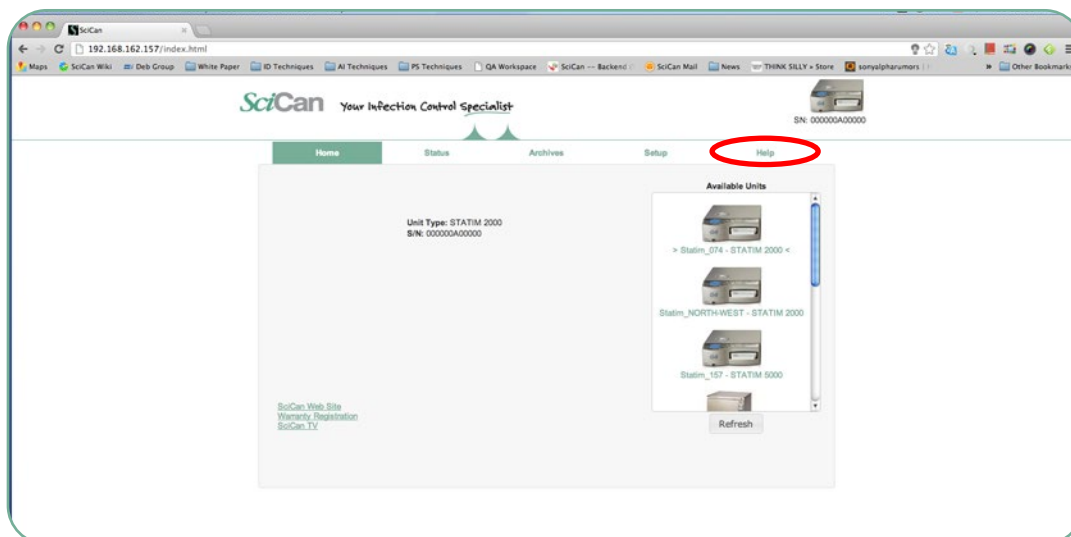 SciCan
192.168.162.157/index.html
Maps SciCan Wiki Deb Group White Paper ID Techniques AI Techniques PS Techniques QA Workspace SciCan -- Backend SciCan Mail News THINK SILLY » Store sonyalpharumors » Other Bookmarks
SciCan Your Infection Control Specialist
SN: 000000A00000
Home Status Archives Setup Help
Available Units
Unit Type: STATIM 2000
S/N: 000000A00000
> Statim_074 - STATIM 2000 <
Statim_NORTH-WEST - STATIM 2000
Statim_157 - STATIM 5000
SciCan Web Site
Warranty Registration
SciCan TV
Refresh